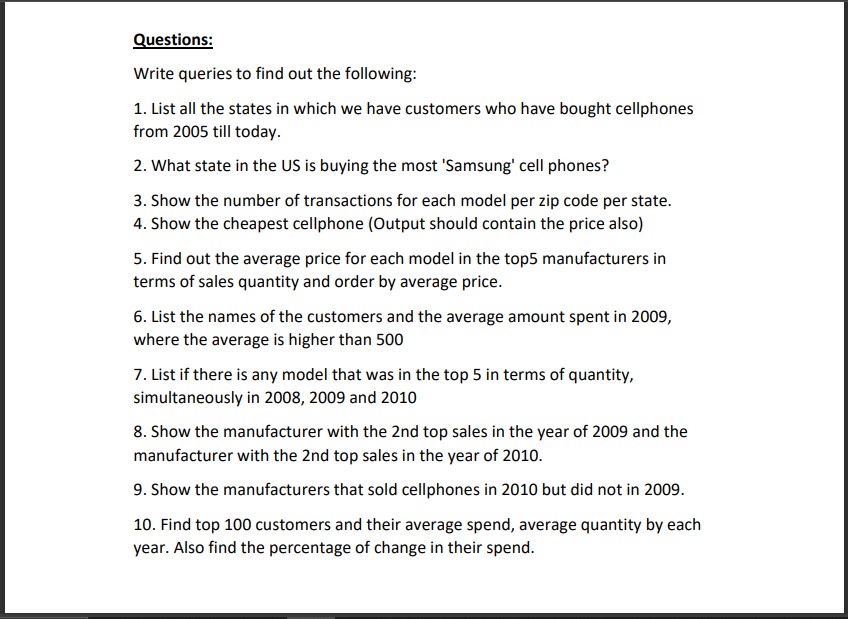 Questions:
Write queries to find out the following:
1. List all the states in which we have customers who have bought cellphones
from 2005 till today.
2. What state in the US is buying the most 'Samsung' cell phones?
3. Show the number of transactions for each model per zip code per state.
4. Show the cheapest cellphone (Output should contain the price also)
5. Find out the average price for each model in the top5 manufacturers in
terms of sales quantity and order by average price.
6. List the names of the customers and the average amount spent in 2009,
where the average is higher than 500
7. List if there is any model that was in the top 5 in terms of quantity,
simultaneously in 2008, 2009 and 2010
8. Show the manufacturer with the 2nd top sales in the year of 2009 and the
manufacturer with the 2nd top sales in the year of 2010.
9. Show the manufacturers that sold cellphones in 2010 but did not in 2009.
10. Find top 100 customers and their average spend, average quantity by each
year. Also find the percentage of change in their spend.